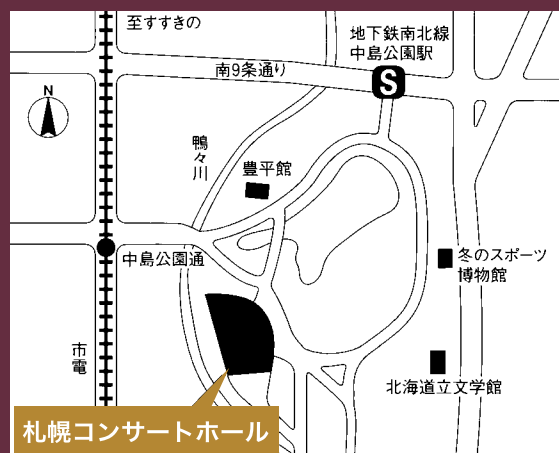 至すすきの
地下鉄南北線
中島公園駅
S
南9条通り
N
鴨々川
豊平館
中島公園通
冬のスポーツ
博物館
市電
北海道立文学館
札幌コンサートホール